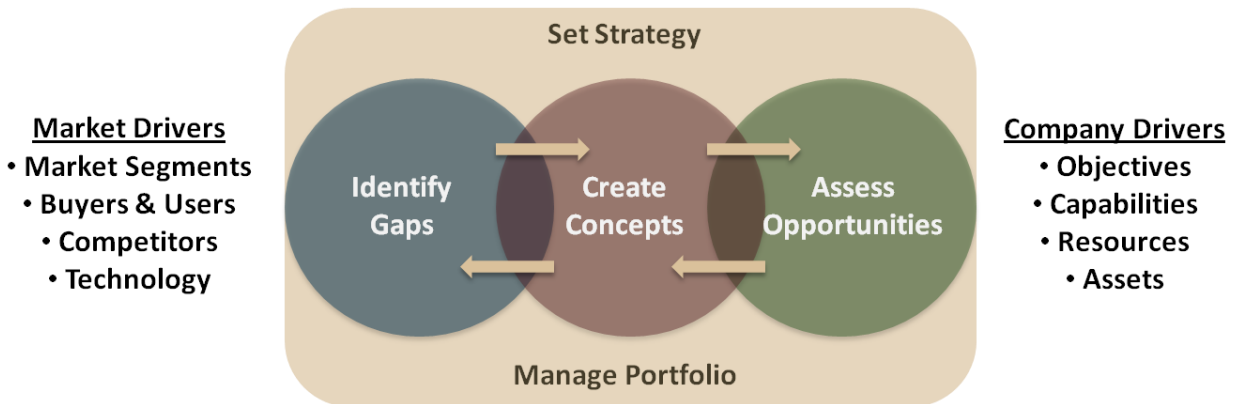 Set Strategy
Market Drivers
• Market Segments
• Buyers & Users
• Competitors
• Technology
Identify
Gaps
Create
Concepts
Assess
Opportunities
Company Drivers
• Objectives
• Capabilities
• Resources
• Assets
Manage Portfolio